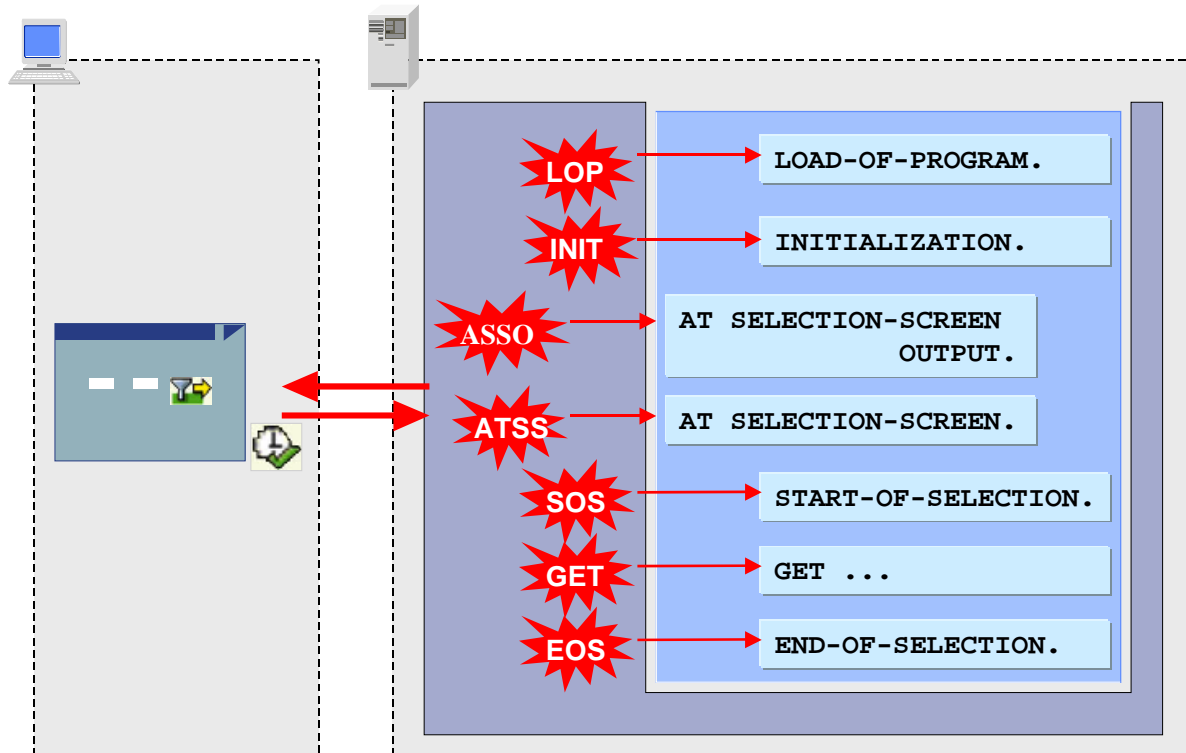 LOP
LOAD-OF-PROGRAM.
INIT
INITIALIZATION.
ASSO
AT SELECTION-SCREEN
OUTPUT.
ATSS
AT SELECTION-SCREEN.
SOS
START-OF-SELECTION.
GET
GET ...
EOS
END-OF-SELECTION.